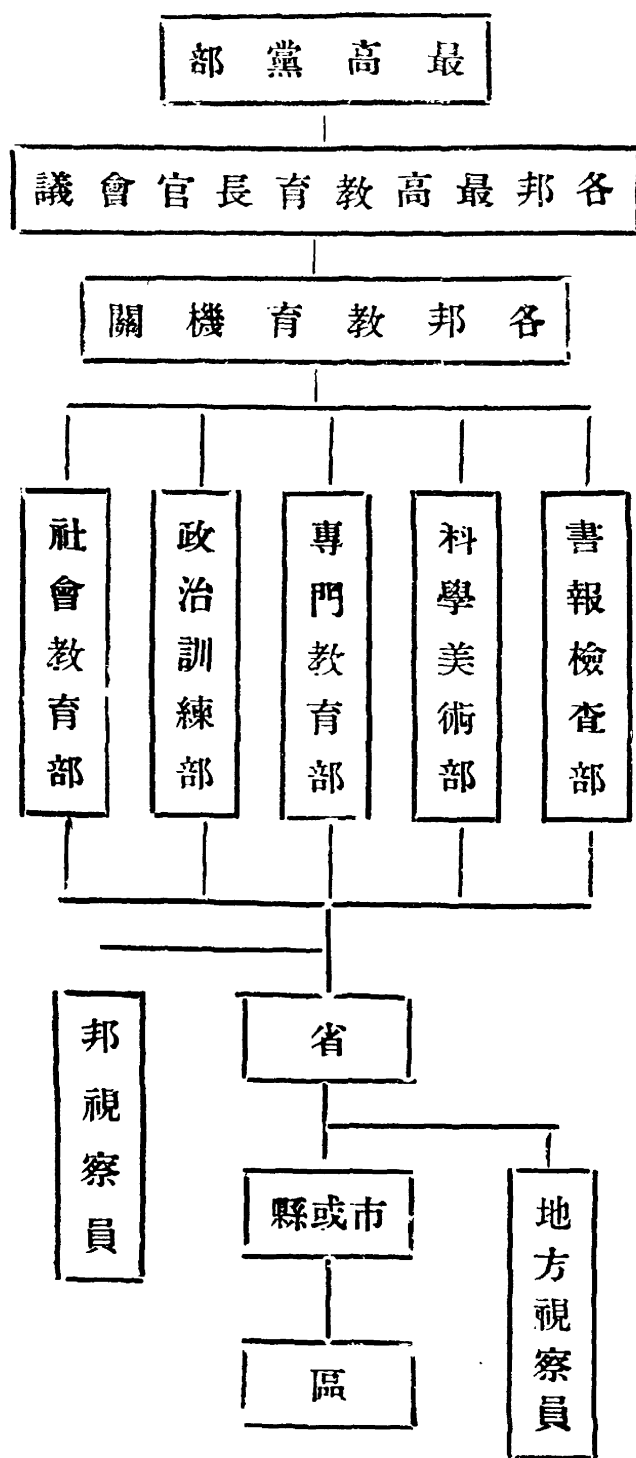 最高黨部
各邦最高教育長官會議
各邦教育機關
書報檢查部
科學美術部
專門教育部
政治訓練部
社會教育部
邦視察員
省
市或縣
地方視察員
區